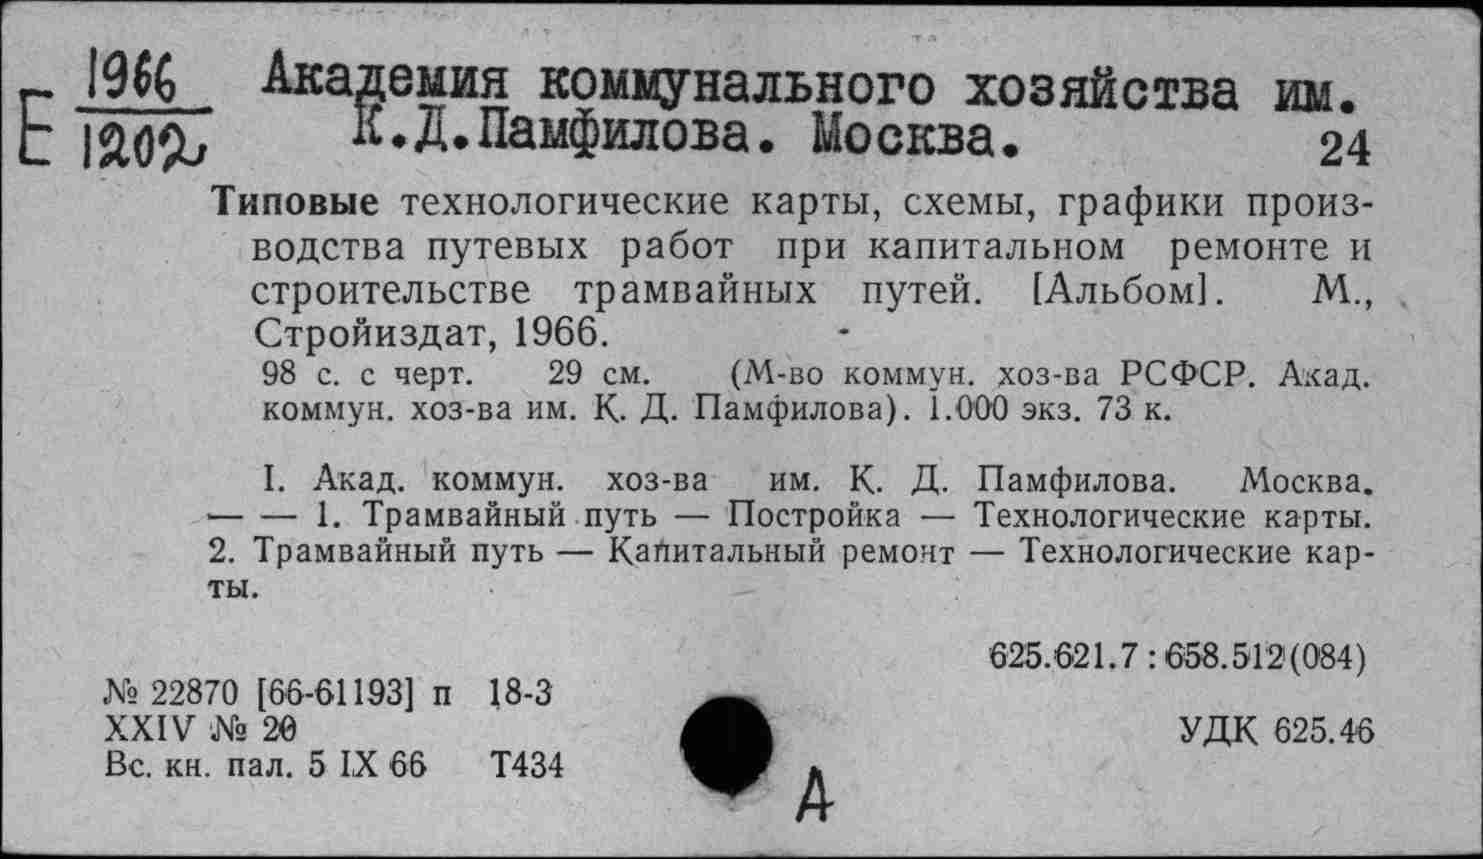 1966 Академия коммунального хозяйства им.
Е 1202 К.Д.Памфилова. Москва. 24
Типовые технологические карты, схемы, графики произ-
водства путевых работ при капитальном ремонте и
строительстве трамвайных путей. [Альбом]. М.,
Стройиздат, 1966.
98 с. с черт. 29 см. (М-во коммун. хоз-ва РСФСР. Акад.
коммун. хоз-ва им. К. Д. Памфилова). 1.000 экз. 73 к.
I. Акад. коммун. хоз-ва им. К. Д. Памфилова. Москва.
— — 1. Трамвайный путь — Постройка — Технологические карты.
2. Трамвайный путь — Капитальный ремонт — Технологические кар-
ты.
625.621.7 : 658.512(084)
№ 22870 [66-61193] п 18-3
XXIV № 20
УДК 625.46
Вс. кн. пал. 5 IX 66 Т434
А